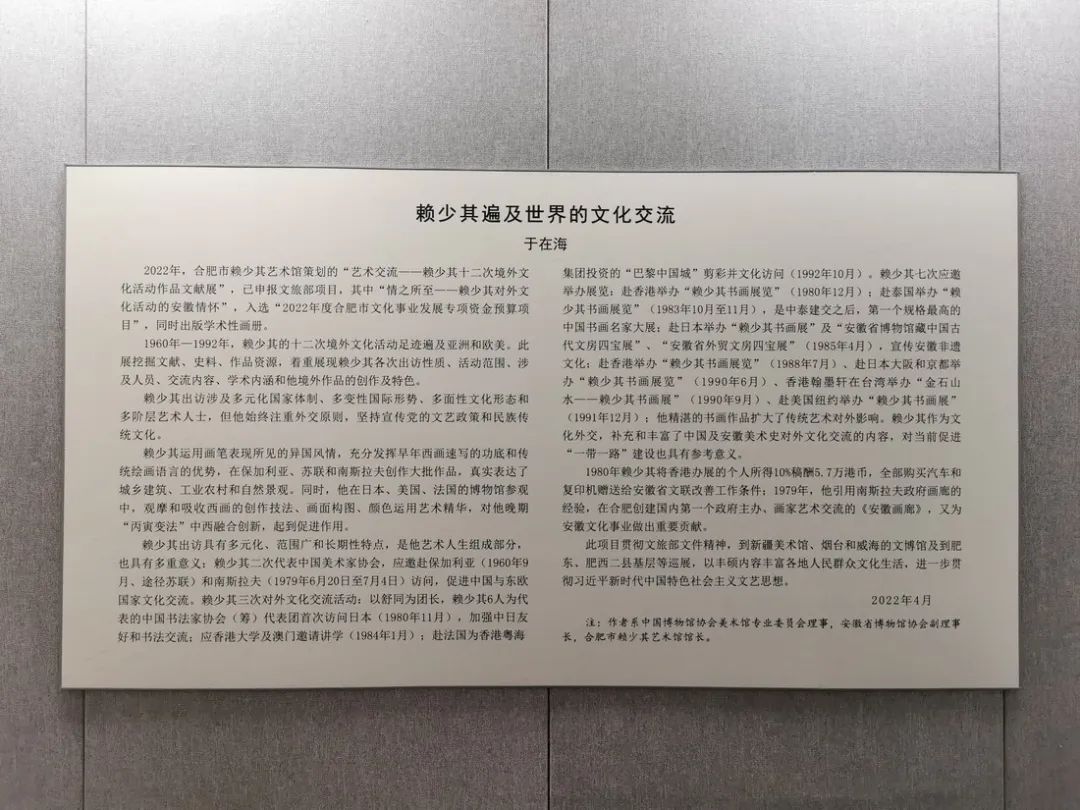 赖少其遍及世界的文化交流
于在海
2022年，合肥市赖少其艺术馆策划的“艺术交流——赖少其十二次境外文
化活动作品文献展”，已申报文旅部项目，其中“情之所至——赖少其对外文
化活动的安徽情怀”，入选“2022年度合肥市文化事业发展专项资金预算项
目”，同时出版学术性画册。
1960年—1992年，赖少其的十二次境外文化活动足迹遍及亚洲和欧美。此
展挖掘文献、史料、作品资源，着重展现赖少其各次出访性质、活动范围、涉
及人员、交流内容、学术内涵和他境外作品的创作及特色。
赖少其出访涉及多元化国家体制、多变性国际形势、多面性文化形态和
多阶层艺术人士，但他始终注重外交原则，坚持宣传党的文艺政策和民族传
统文化。
赖少其运用画笔表现所见的异国风情，充分发挥早年西画速写的功底和传
统绘画语言的优势，在保加利亚、苏联和南斯拉夫创作大批作品，真实表达了
城乡建筑、工业农村和自然景观。同时，他在日本、美国、法国的博物馆参观
中，观摩和吸收西画的创作技法、画面构图、颜色运用艺术精华，对他晚期
“丙寅变法”中西融合创新，起到促进作用。
赖少其出访具有多元化、范围广和长期性特点，是他艺术人生组成部分，
也具有多重意义；赖少其二次代表中国美术家协会，应邀赴保加利亚（1960年9
月、途径苏联）和南斯拉夫（1979年6月20日至7月4日）访问，促进中国与东欧
国家文化交流。赖少其三次对外文化交流活动：以舒同为团长，赖少其6人为代
表的中国书法家协会（筹）代表团首次访问日本（1980年11月），加强中日友
好和书法交流；应香港大学及澳门邀请讲学（1984年1月）；赴法国为香港粤海
集团投资的“巴黎中国城”剪彩并文化访问（1992年10月）。赖少其七次应邀
举办展览：赴香港举办“赖少其书画展览”（1980年12月）；赴泰国举办“赖
少其书画展览”（1983年10月至11月），是中泰建交之后，第一个规格最高的
中国书画名家大展；赴日本举办“赖少其书画展”及“安徽省博物馆藏中国古
代文房四宝展”、“安徽省外贸文房四宝展”（1985年4月），宣传安徽非遗
文化；赴香港举办“赖少其书画展览”（1988年7月）、赴日本大阪和京都举
办“赖少其书画展览”（1990年6月）、香港翰墨轩在台湾举办“金石山
水——赖少其书画展”（1990年9月）、赴美国纽约举办“赖少其书画展”
（1991年12月）；他精湛的书画作品扩大了传统艺术对外影响。赖少其作为文
化外交，补充和丰富了中国及安徽美术史对外文化交流的内容，对当前促进
“一带一路”建设也具有参考意义。
1980年赖少其将香港办展的个人所得10%稿酬5.7万港币，全部购买汽车和
复印机赠送给安徽省文联改善工作条件；1979年，他引用南斯拉夫政府画廊的
经验，在合肥创建国内第一个政府主办、画家艺术交流的《安徽画廊》，又为
安徽文化事业做出重要贡献。
此项目贯彻文旅部文件精神，到新疆美术馆、烟台和威海的文博馆及到肥
东、肥西二县基层等巡展，以丰硕内容丰富各地人民群众文化生活，进一步贯
彻习近平新时代中国特色社会主义文艺思想。
2022年4月
注：作者系中国博物馆协会美术馆专业委员会理事，安徽省博物馆协会副理事
长，合肥市赖少其艺术馆馆长。